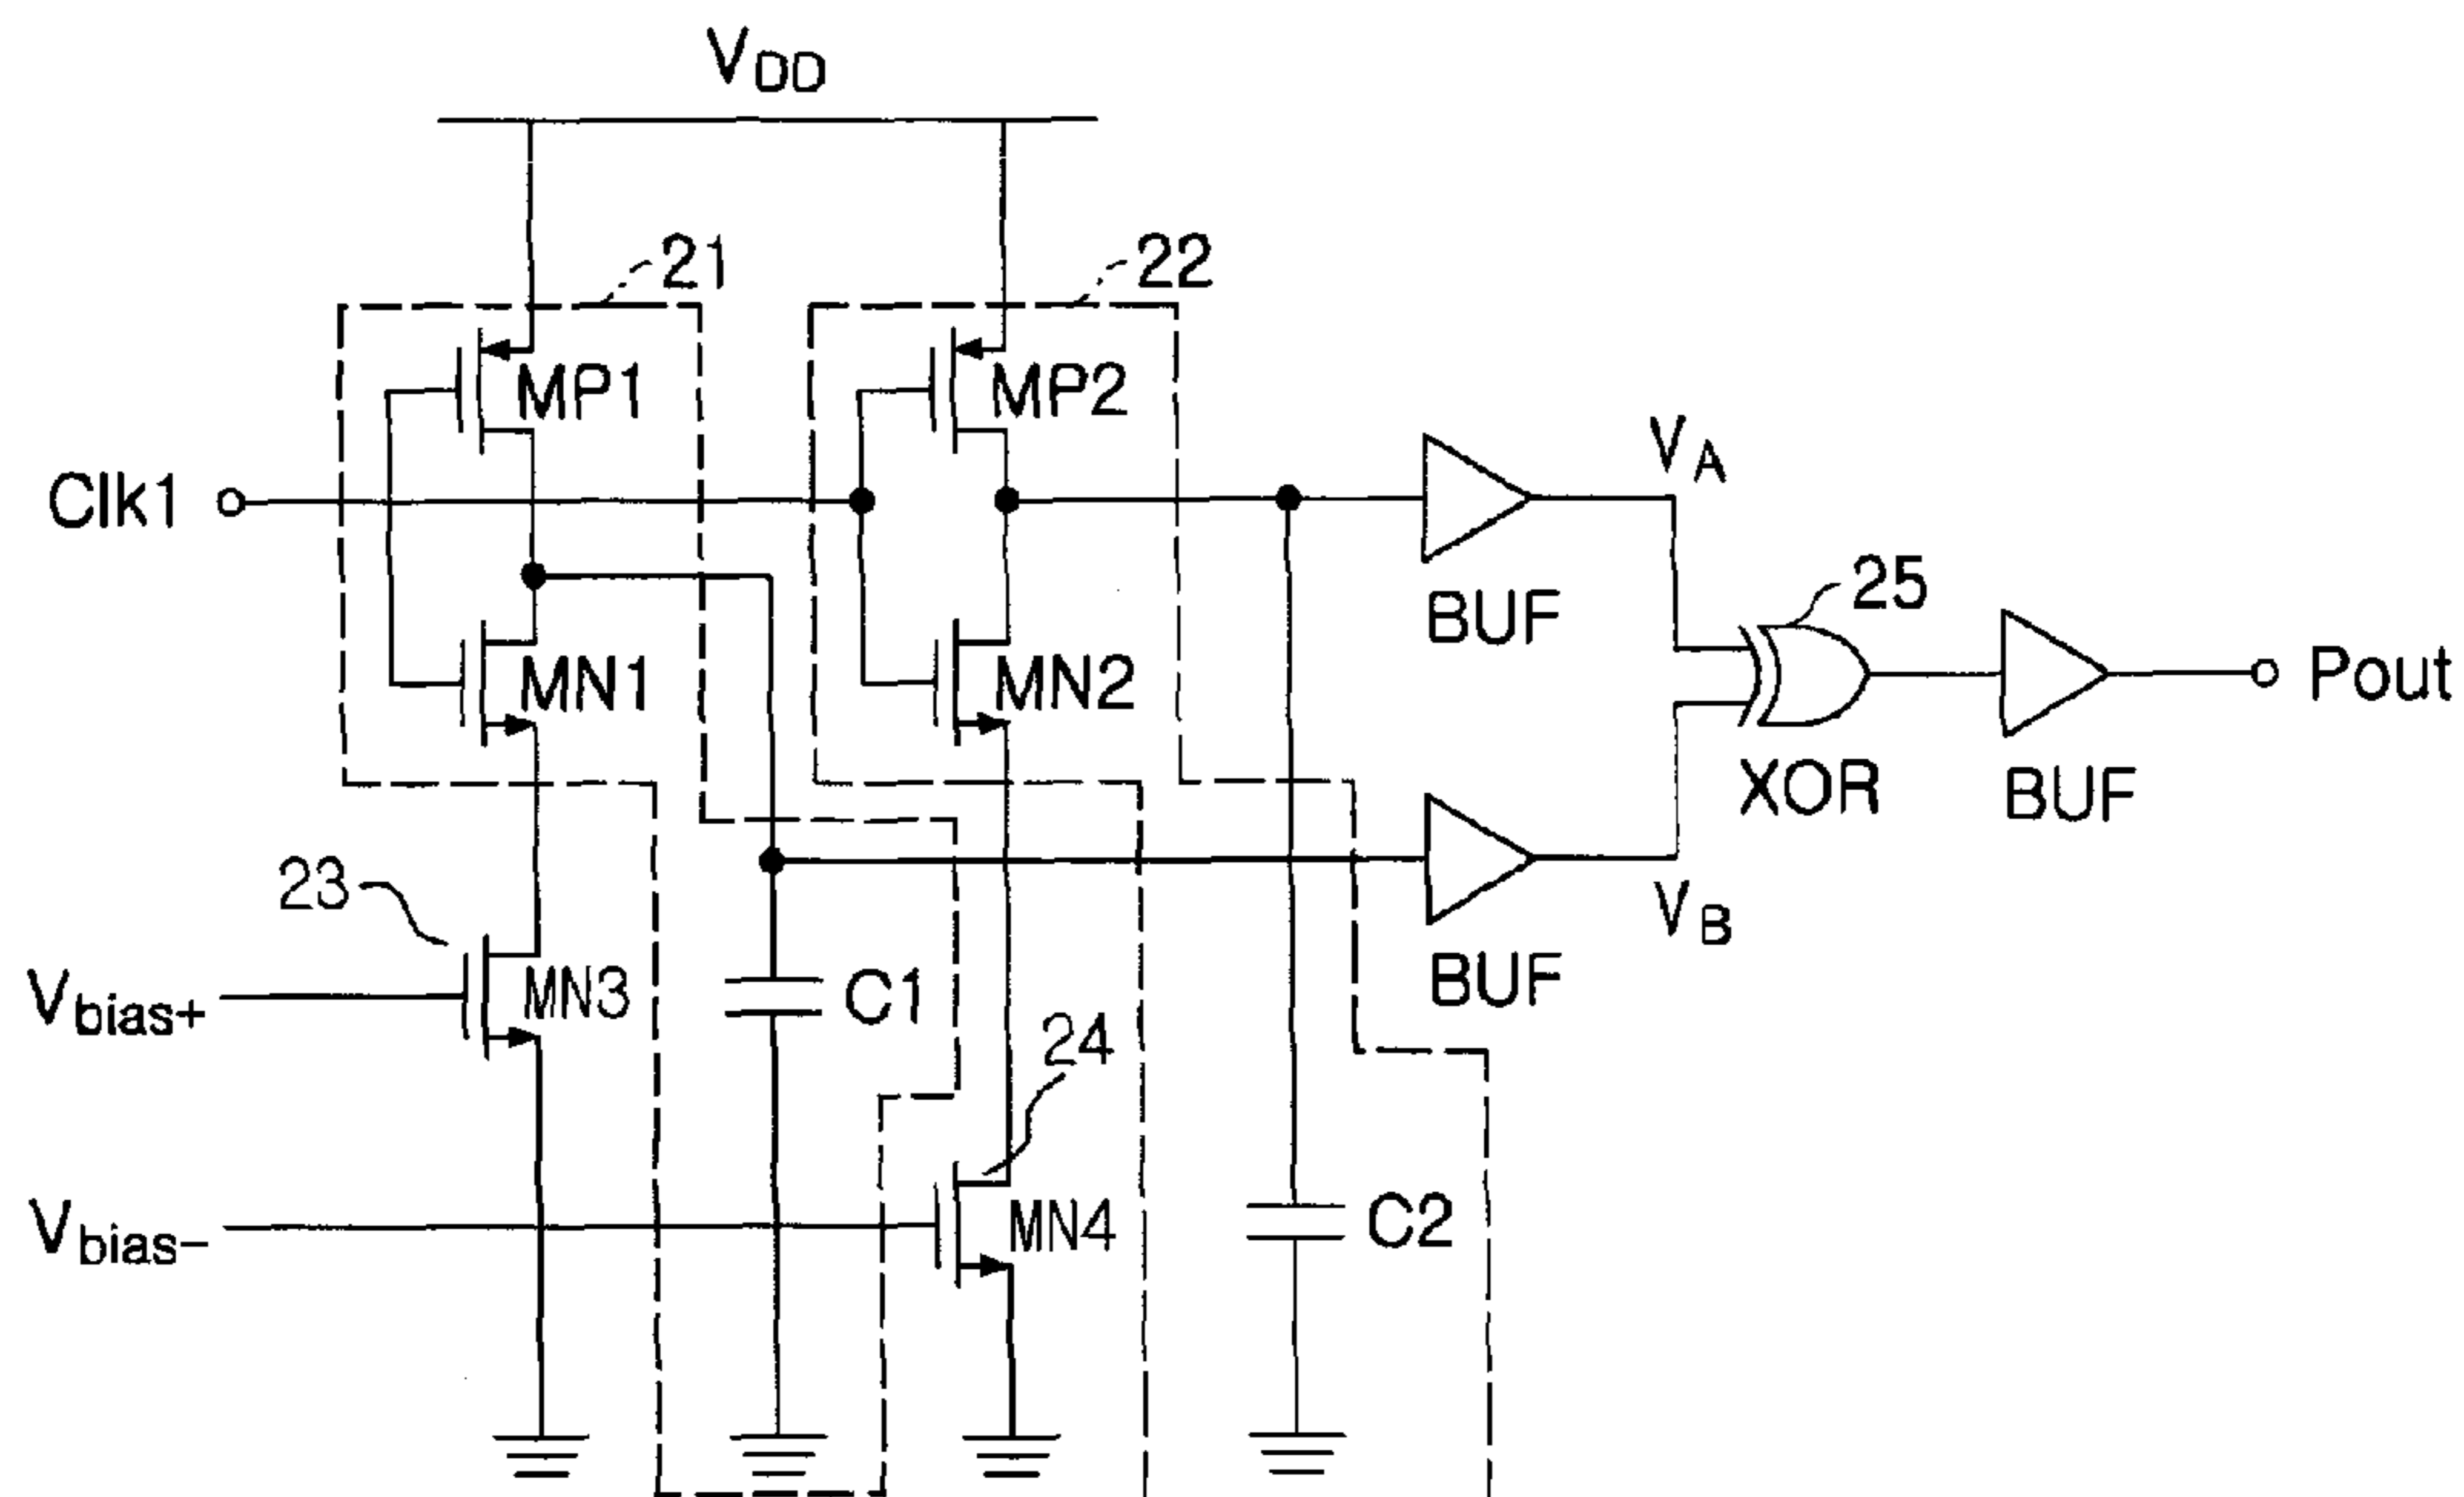 VDD
21
22
MP1
MP2
Clk1
VA
BUF
25
MN1
MN2
XOR
BUF
Pout
23
VB
BUF
Vbias+
MN3
C1
24
Vbias−
MN4
C2